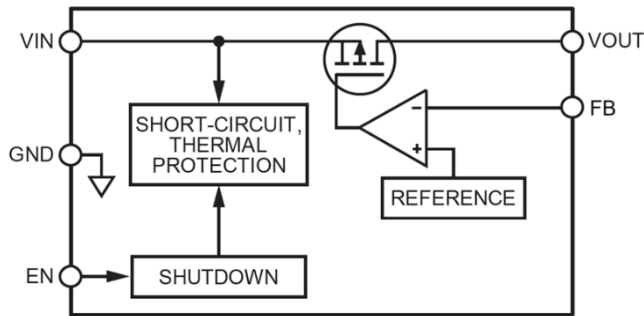 VIN
VOUT
FB
SHORT-CIRCUIT,
THERMAL
PROTECTION
GND
REFERENCE
EN
SHUTDOWN